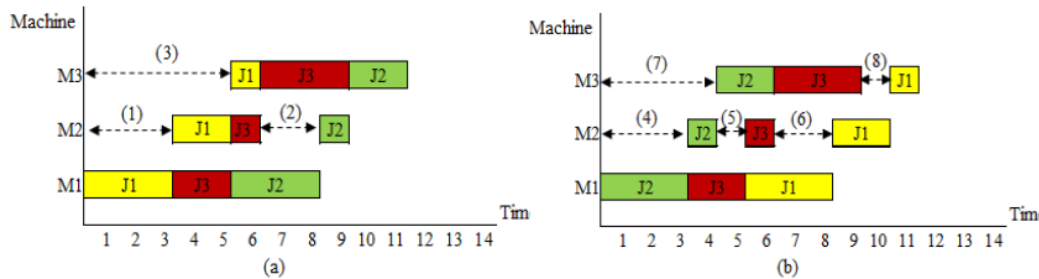 Machine
(3)
M3 J1 J3 J2
(1) (2)
M2 J1 J3 J2
M1 J1 J3 J2
Tim
1 2 3 4 5 6 7 8 9 10 11 12 13 14
(a)
Machine
(7) (8)
M3 J2 J3 J1
(4) (5) (6)
M2 J2 J3 J1
M1 J2 J3 J1
Time
1 2 3 4 5 6 7 8 9 10 11 12 13 14
(b)